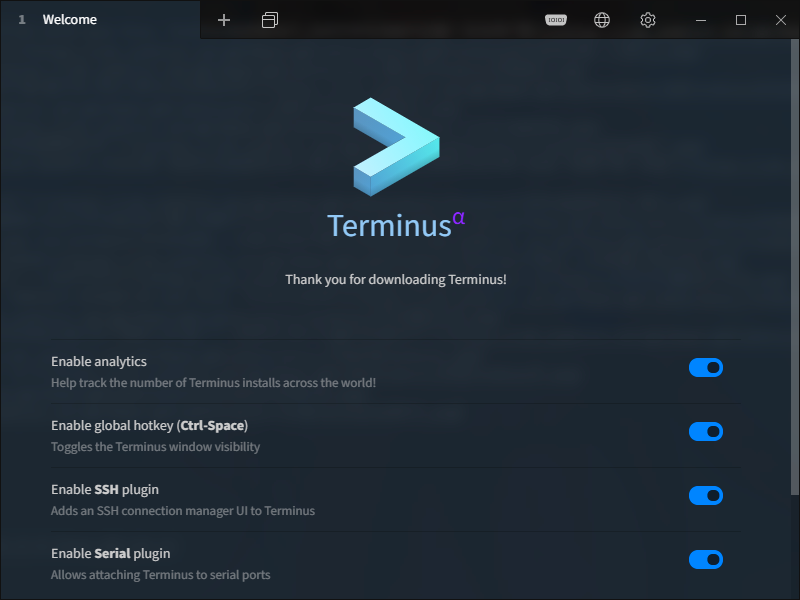 1 Welcome
10101
Terminusα
Thank you for downloading Terminus!
Enable analytics
Help track the number of Terminus installs across the world!
Enable global hotkey (Ctrl-Space)
Toggles the Terminus window visibility
Enable SSH plugin
Adds an SSH connection manager UI to Terminus
Enable Serial plugin
Allows attaching Terminus to serial ports